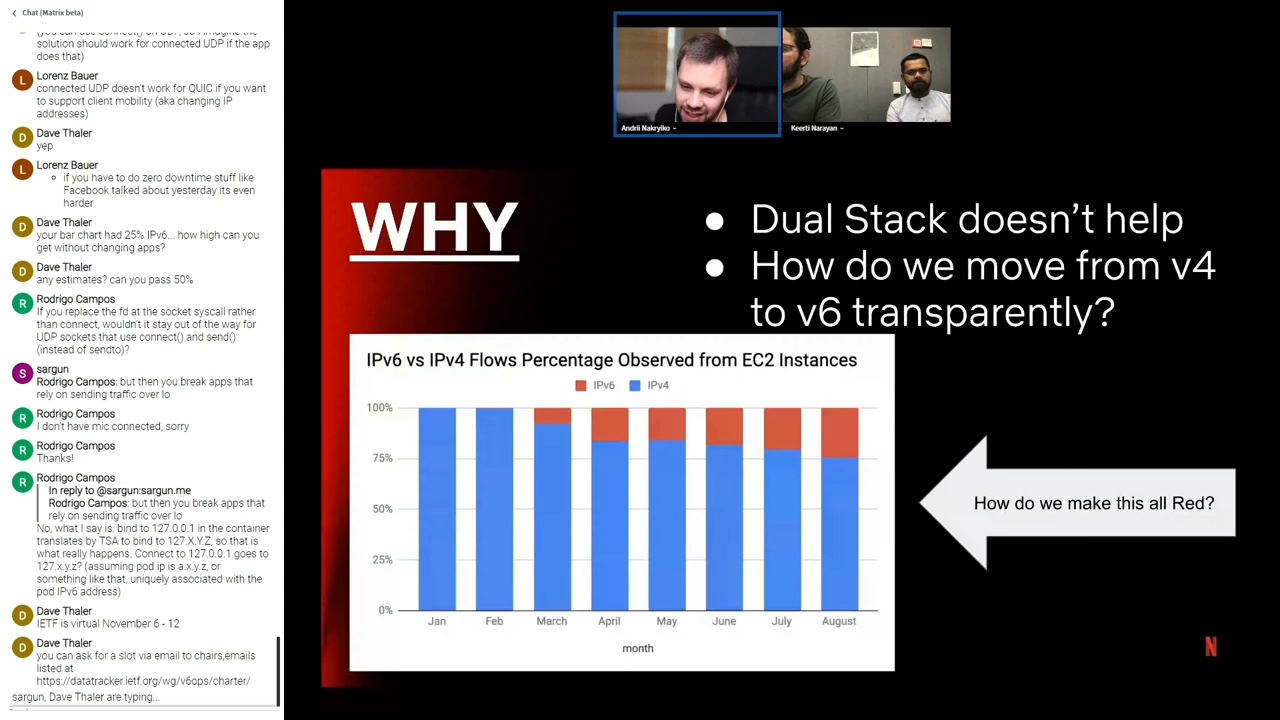 Chat (Matrix beta)
(you can use connect() on UDP, so I imagine the
solution should work for connected UDP if the app
does that)
L
Lorenz Bauer
connected UDP doesn't work for QUIC if you want
to support client mobility (aka changing IP
addresses)
D
Dave Thaler
yep
L
Lorenz Bauer
if you have to do zero downtime stuff like
Facebook talked about yesterday its even
harder
D
Dave Thaler
your bar chart had 25% IPv6... how high can you
get without changing apps?
D
Dave Thaler
any estimates? can you pass 50%
R
Rodrigo Campos
If you replace the fd at the socket syscall rather
than connect, wouldn't it stay out of the way for
UDP sockets that use connect() and send()
(instead of sendto)?
S
sargun
Rodrigo Campos: but then you break apps that
rely on sending traffic over lo
R
Rodrigo Campos
I don't have mic connected, sorry
R
Rodrigo Campos
Thanks!
R
Rodrigo Campos
In reply to @sargun:sargun.me
Rodrigo Campos: but then you break apps that
rely on sending traffic over lo
No, what I say is: bind to 127.0.0.1 in the container
translates by TSA to bind to 127.X.Y.Z, so that is
what really happens. Connect to 127.0.0.1 goes to
127.x.y.z? (assuming pod ip is a.x.y.z, or
something like that, uniquely associated with the
pod IPv6 address)
D
Dave Thaler
IETF is virtual November 6 - 12
D
Dave Thaler
you can ask for a slot via email to chairs,emails
listed at
https://datatracker.ietf.org/wg/v6ops/charter/
sargun, Dave Thaler are typing...
Andrii Nakryiko
Keerti Narayan
WHY
• Dual Stack doesn't help
• How do we move from v4
to v6 transparently?
IPv6 vs IPv4 Flows Percentage Observed from EC2 Instances
IPv6 IPv4
100%
75%
50%
25%
0%
Jan Feb March April May June July August
month
How do we make this all Red?
N